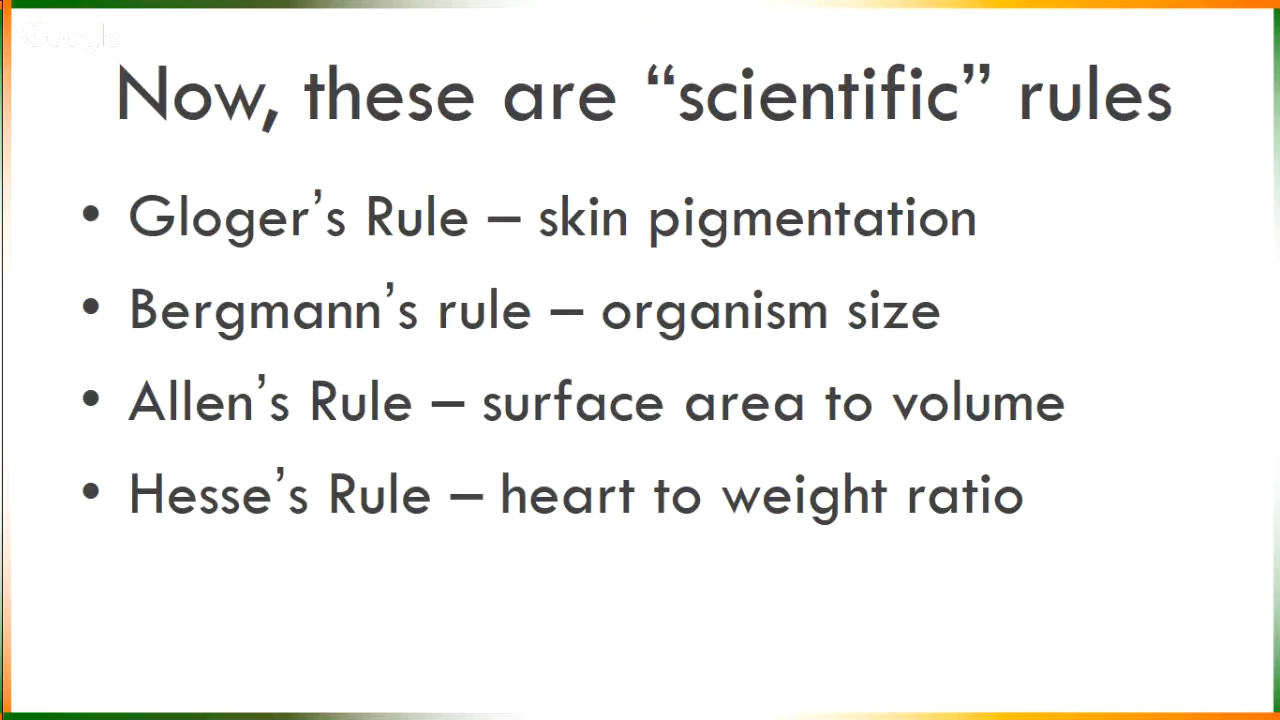 Google
Now, these are “scientific” rules
• Gloger’s Rule – skin pigmentation
• Bergmann’s rule – organism size
• Allen’s Rule – surface area to volume
• Hesse’s Rule – heart to weight ratio